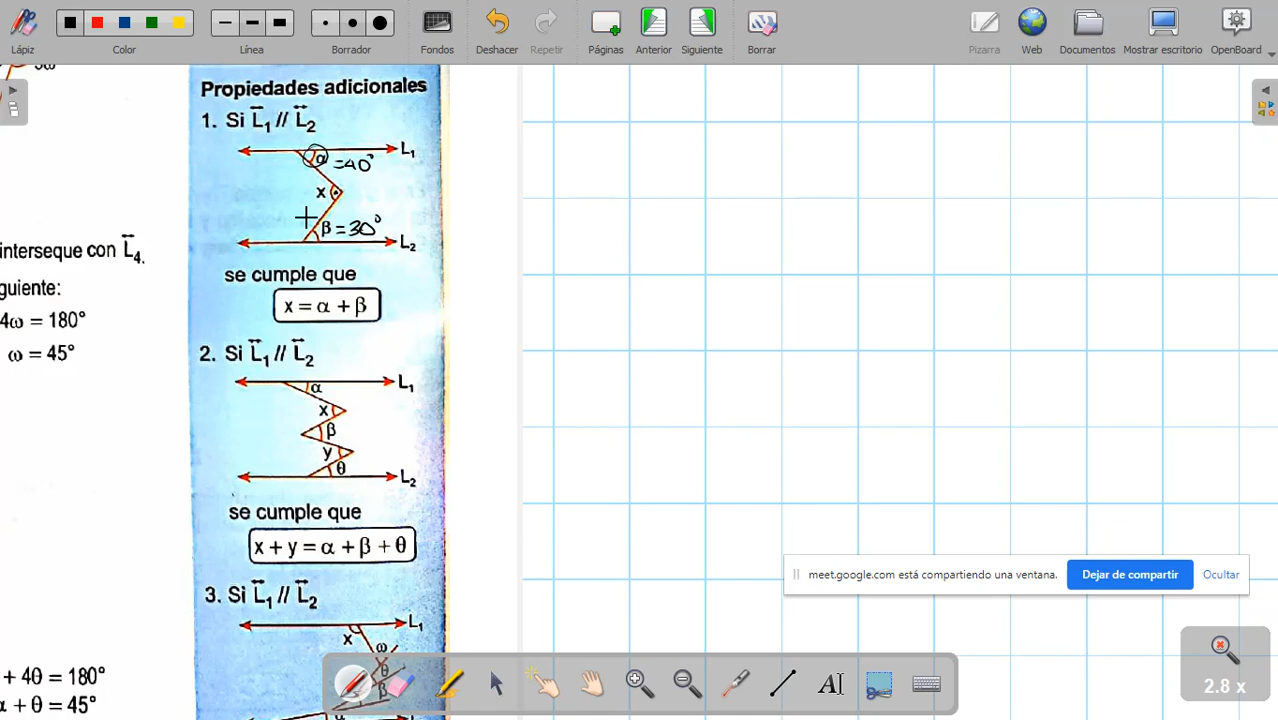 Lápiz
Color
Línea
Borrador
Fondos
Deshacer
Repetir
Páginas
Anterior
Siguiente
Borrar
Pizarra
Web
Documentos
Mostrar escritorio
OpenBoard
interseque con L4.
guiente:
4ω = 180°
ω = 45°
+ 4θ = 180°
α + θ = 45°
Propiedades adicionales
1. Si L1 // L2
L1
α = 40°
x
β = 30°
L2
se cumple que
x = α + β
2. Si L1 // L2
L1
α
x
β
y
θ
L2
se cumple que
x + y = α + β + θ
3. Si L1 // L2
L1
x
ω
θ
β
meet.google.com está compartiendo una ventana.
Dejar de compartir
Ocultar
2.8 x